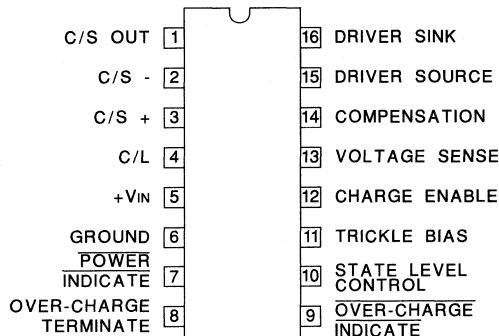 C/S OUT 1 16 DRIVER SINK
C/S - 2 15 DRIVER SOURCE
C/S + 3 14 COMPENSATION
C/L 4 13 VOLTAGE SENSE
+VIN 5 12 CHARGE ENABLE
GROUND 6 11 TRICKLE BIAS
POWER
INDICATE 7 10 STATE LEVEL
CONTROL
OVER-CHARGE
TERMINATE 8 9 OVER-CHARGE
INDICATE